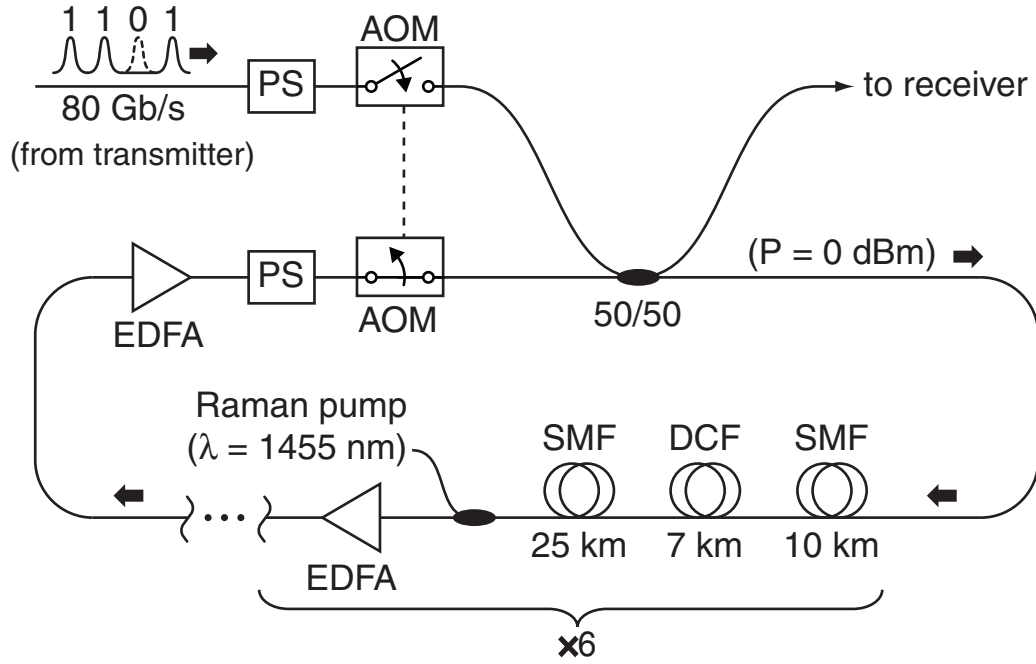 1 1 0 1
AOM
PS
to receiver
80 Gb/s
(from transmitter)
(P = 0 dBm)
PS
50/50
EDFA
AOM
Raman pump
(λ = 1455 nm)
SMF DCF SMF
25 km 7 km 10 km
EDFA
×6